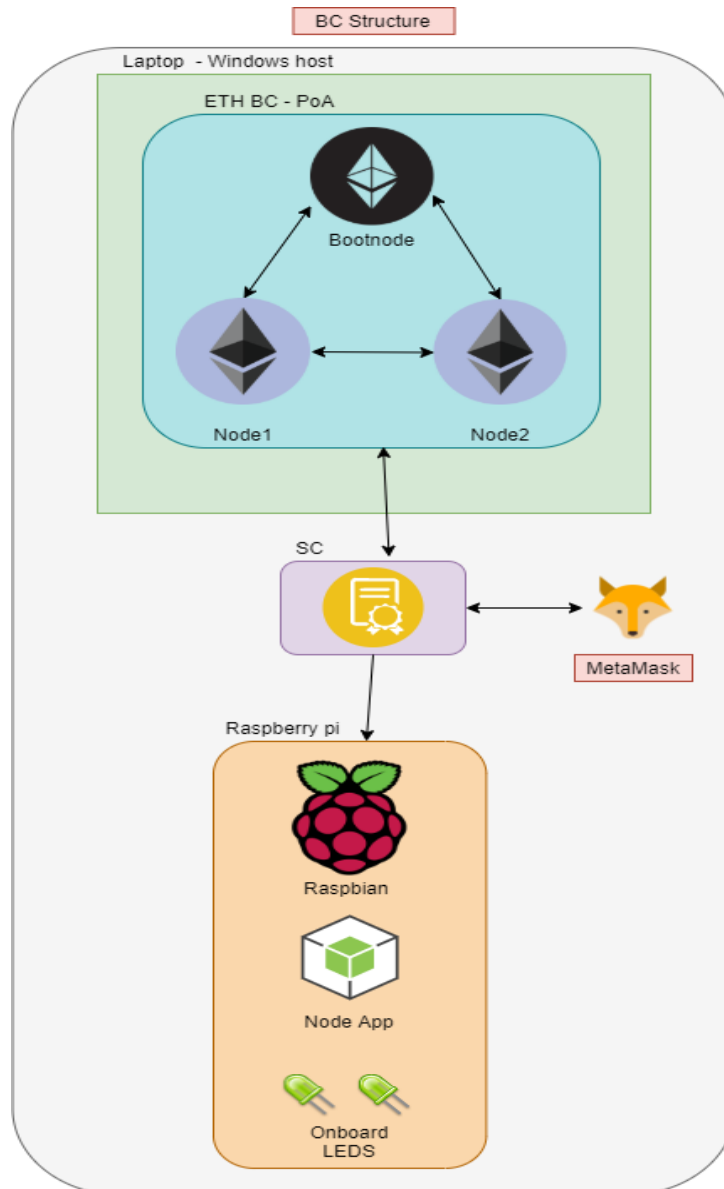 BC Structure
Laptop - Windows host
ETH BC - PoA
Bootnode
Node1
Node2
SC
MetaMask
Raspberry pi
Raspbian
Node App
Onboard
LEDS